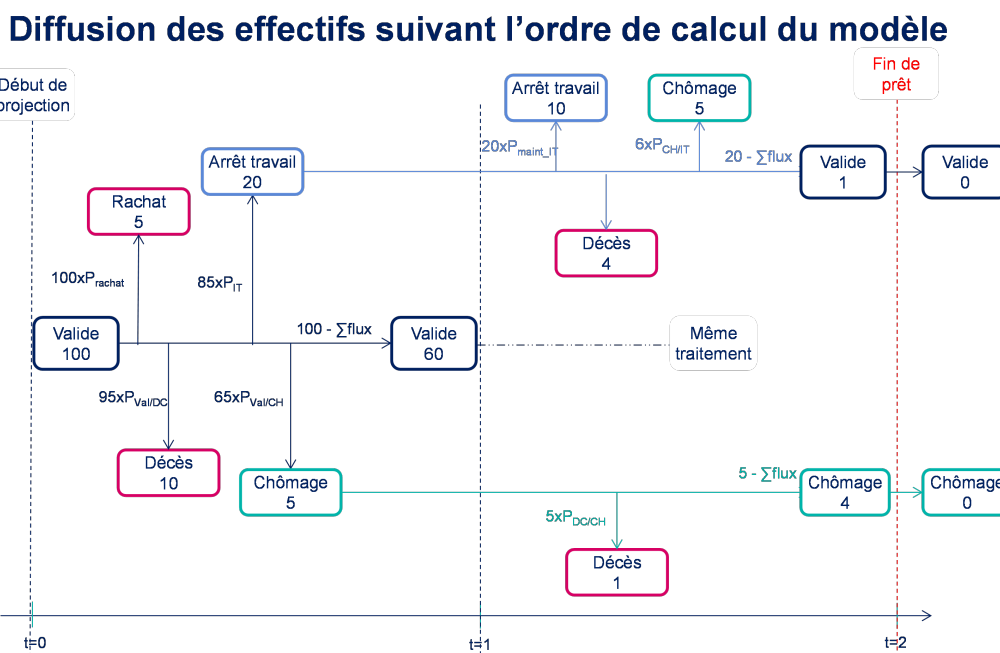 Diffusion des effectifs suivant l'ordre de calcul du modèle
Début de
projection
Fin de
prêt
Arrêt travail
10
Chômage
5
20xPmaint_IT
6xPCH/IT
20 - ∑flux
Valide
1
Valide
0
Arrêt travail
20
Rachat
5
Décès
4
100xPrachat
85xPIT
Valide
100
100 - ∑flux
Valide
60
Même
traitement
95xPVal/DC
65xPVal/CH
Décès
10
Chômage
5
5 - ∑flux
Chômage
4
Chômage
0
5xPDC/CH
Décès
1
t=0
t=1
t=2